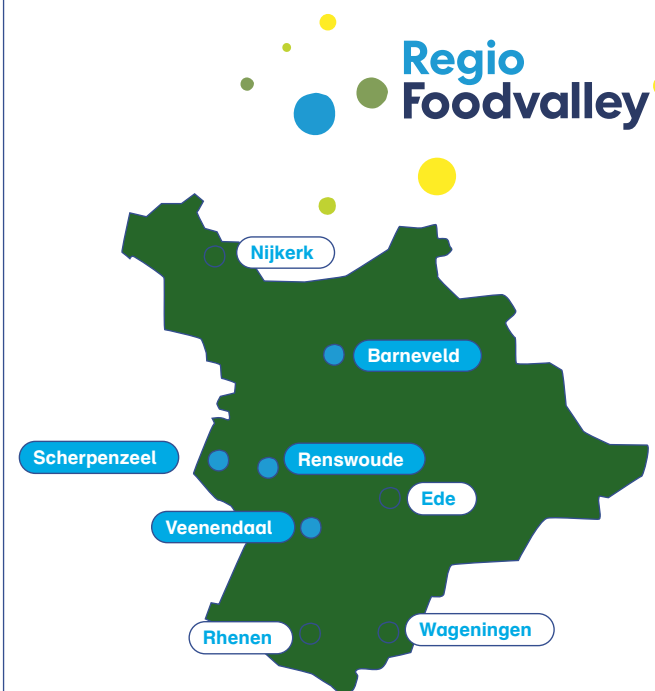 Regio
Foodvalley
Nijkerk
Barneveld
Scherpenzeel
Renswoude
Ede
Veenendaal
Rhenen
Wageningen